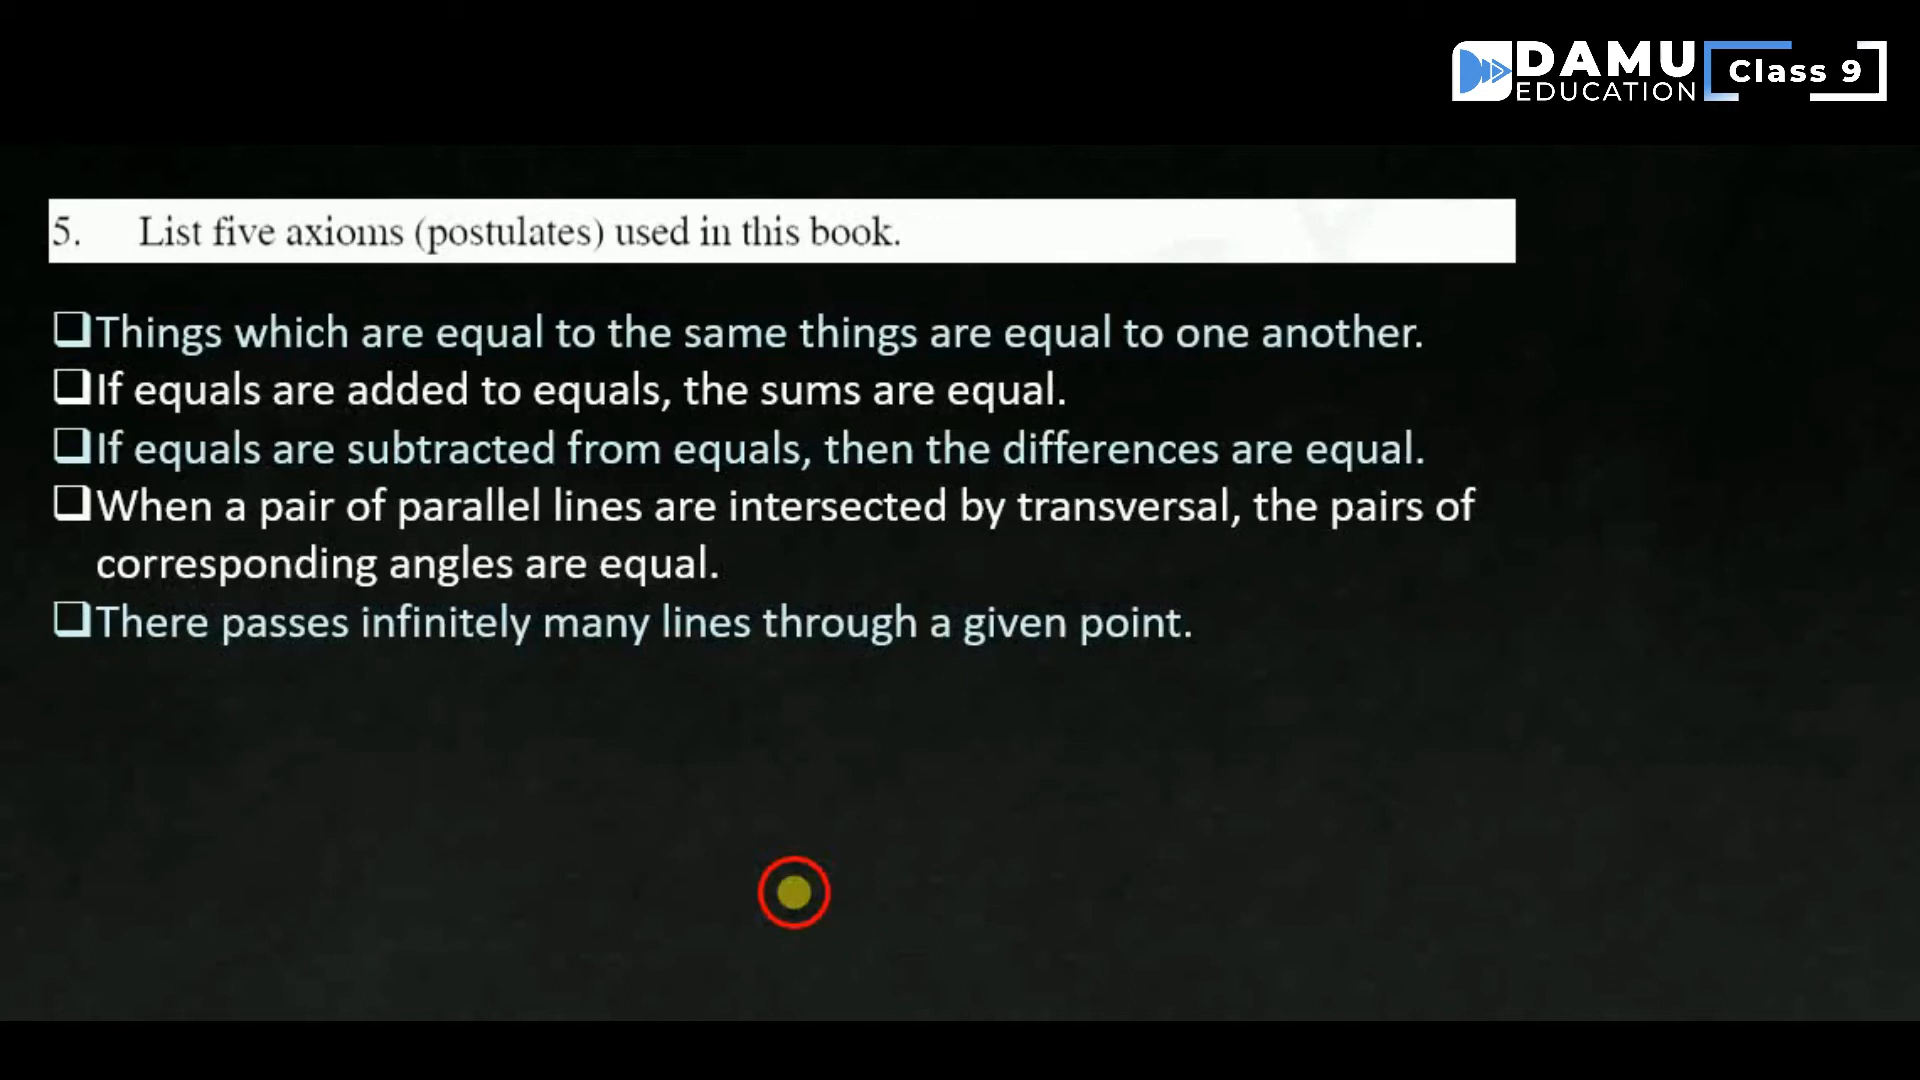 DAMU
EDUCATION
Class 9
5. List five axioms (postulates) used in this book.
❑Things which are equal to the same things are equal to one another.
❑If equals are added to equals, the sums are equal.
❑If equals are subtracted from equals, then the differences are equal.
❑When a pair of parallel lines are intersected by transversal, the pairs of
corresponding angles are equal.
❑There passes infinitely many lines through a given point.